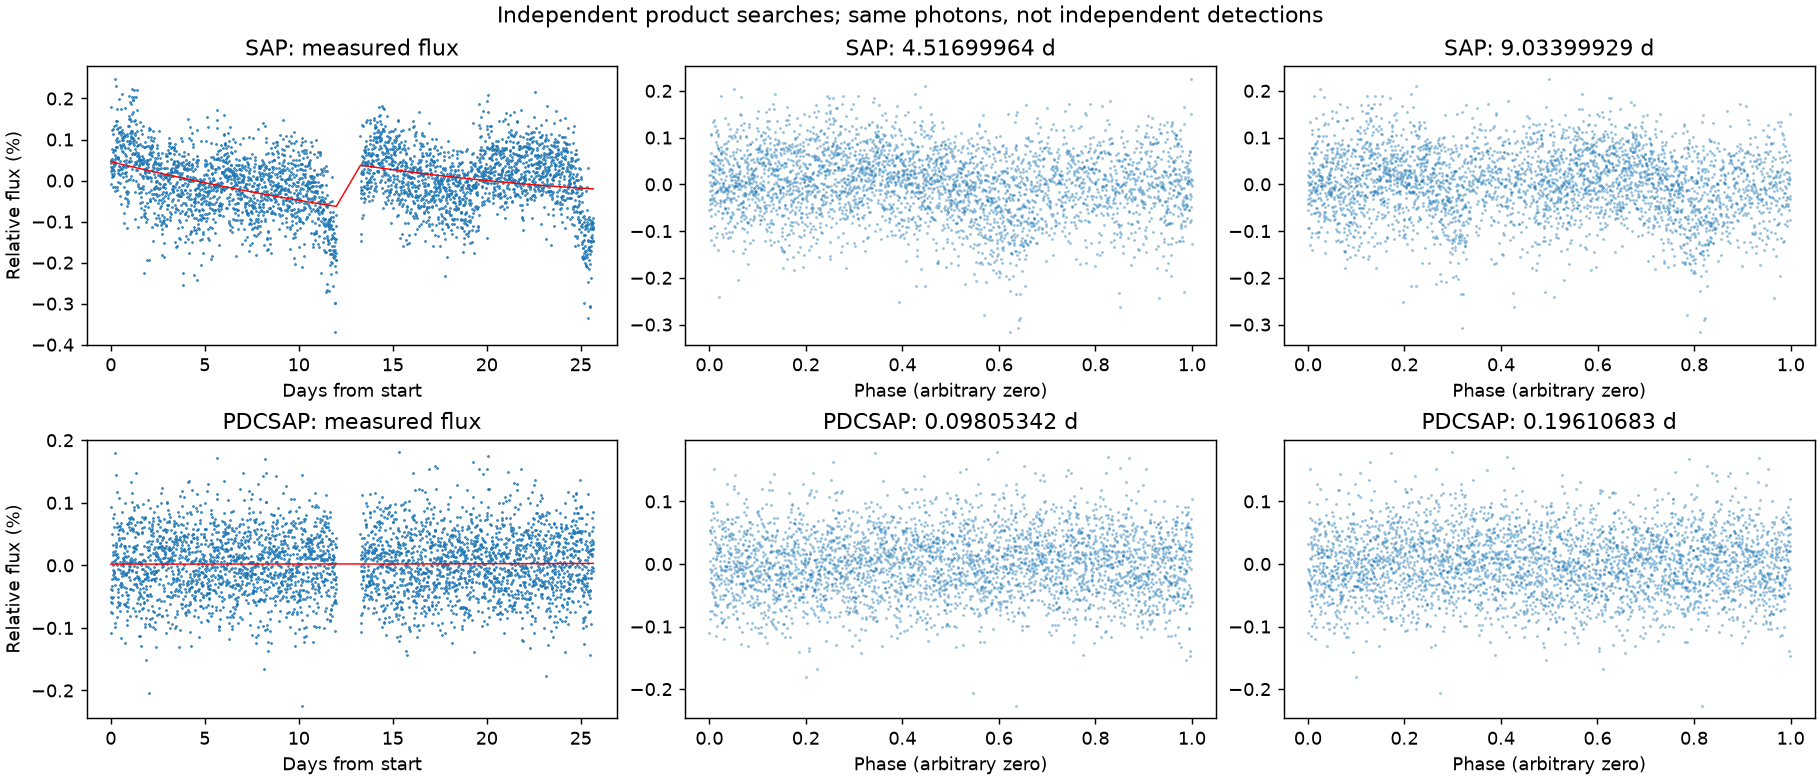 Independent product searches; same photons, not independent detections
SAP: measured flux
SAP: 4.51699964 d
SAP: 9.03399929 d
Relative flux (%)
0.2
0.1
0.0
−0.1
−0.2
−0.3
−0.4
0.2
0.1
0.0
−0.1
−0.2
−0.3
0.2
0.1
0.0
−0.1
−0.2
−0.3
0 5 10 15 20 25
0.0 0.2 0.4 0.6 0.8 1.0
0.0 0.2 0.4 0.6 0.8 1.0
Days from start
Phase (arbitrary zero)
Phase (arbitrary zero)
PDCSAP: measured flux
PDCSAP: 0.09805342 d
PDCSAP: 0.19610683 d
Relative flux (%)
0.2
0.1
0.0
−0.1
−0.2
0.1
0.0
−0.1
−0.2
0.1
0.0
−0.1
−0.2
0 5 10 15 20 25
0.0 0.2 0.4 0.6 0.8 1.0
0.0 0.2 0.4 0.6 0.8 1.0
Days from start
Phase (arbitrary zero)
Phase (arbitrary zero)